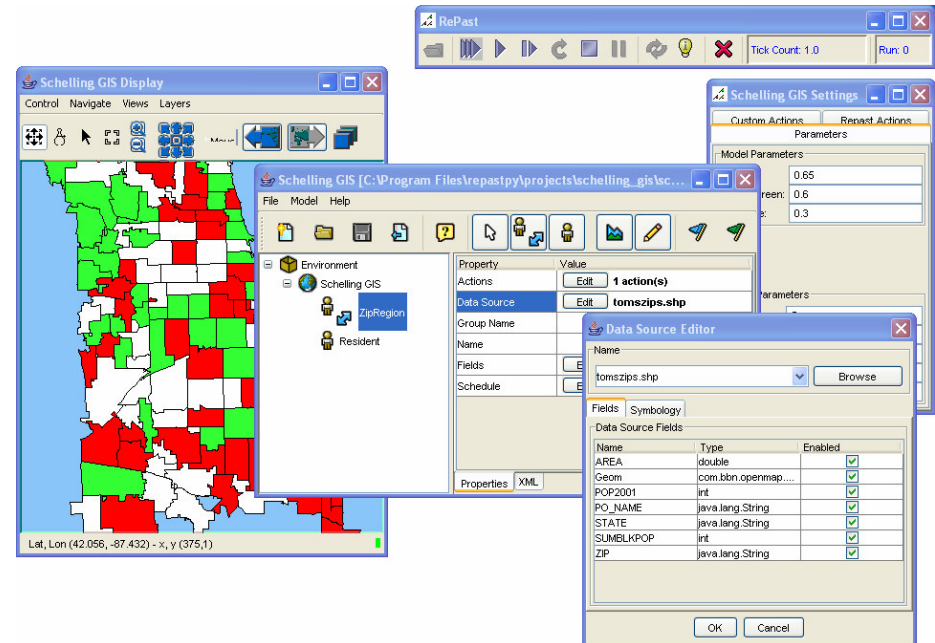 RePast
Tick Count: 1.0
Run: 0
Schelling GIS Display
Control Navigate Views Layers
Lat, Lon (42.056, -87.432) - x, y (375,1)
Schelling GIS Settings
Custom Actions Repast Actions
Parameters
Model Parameters
0.65
reen: 0.6
e: 0.3
Parameters
Schelling GIS [C:\Program Files\repastpy\projects\schelling_gis\sc...
File Model Help
Environment
Schelling GIS
ZipRegion
Resident
Property Value
Actions Edit 1 action(s)
Data Source Edit tomszips.shp
Group Name
Name
Fields E
Schedule E
Properties XML
Data Source Editor
Name
tomszips.shp Browse
Fields Symbology
Data Source Fields
Name Type Enabled
AREA double
Geom com.bbn.openmap....
POP2001 int
PO_NAME java.lang.String
STATE java.lang.String
SUMBLKPOP int
ZIP java.lang.String
OK Cancel